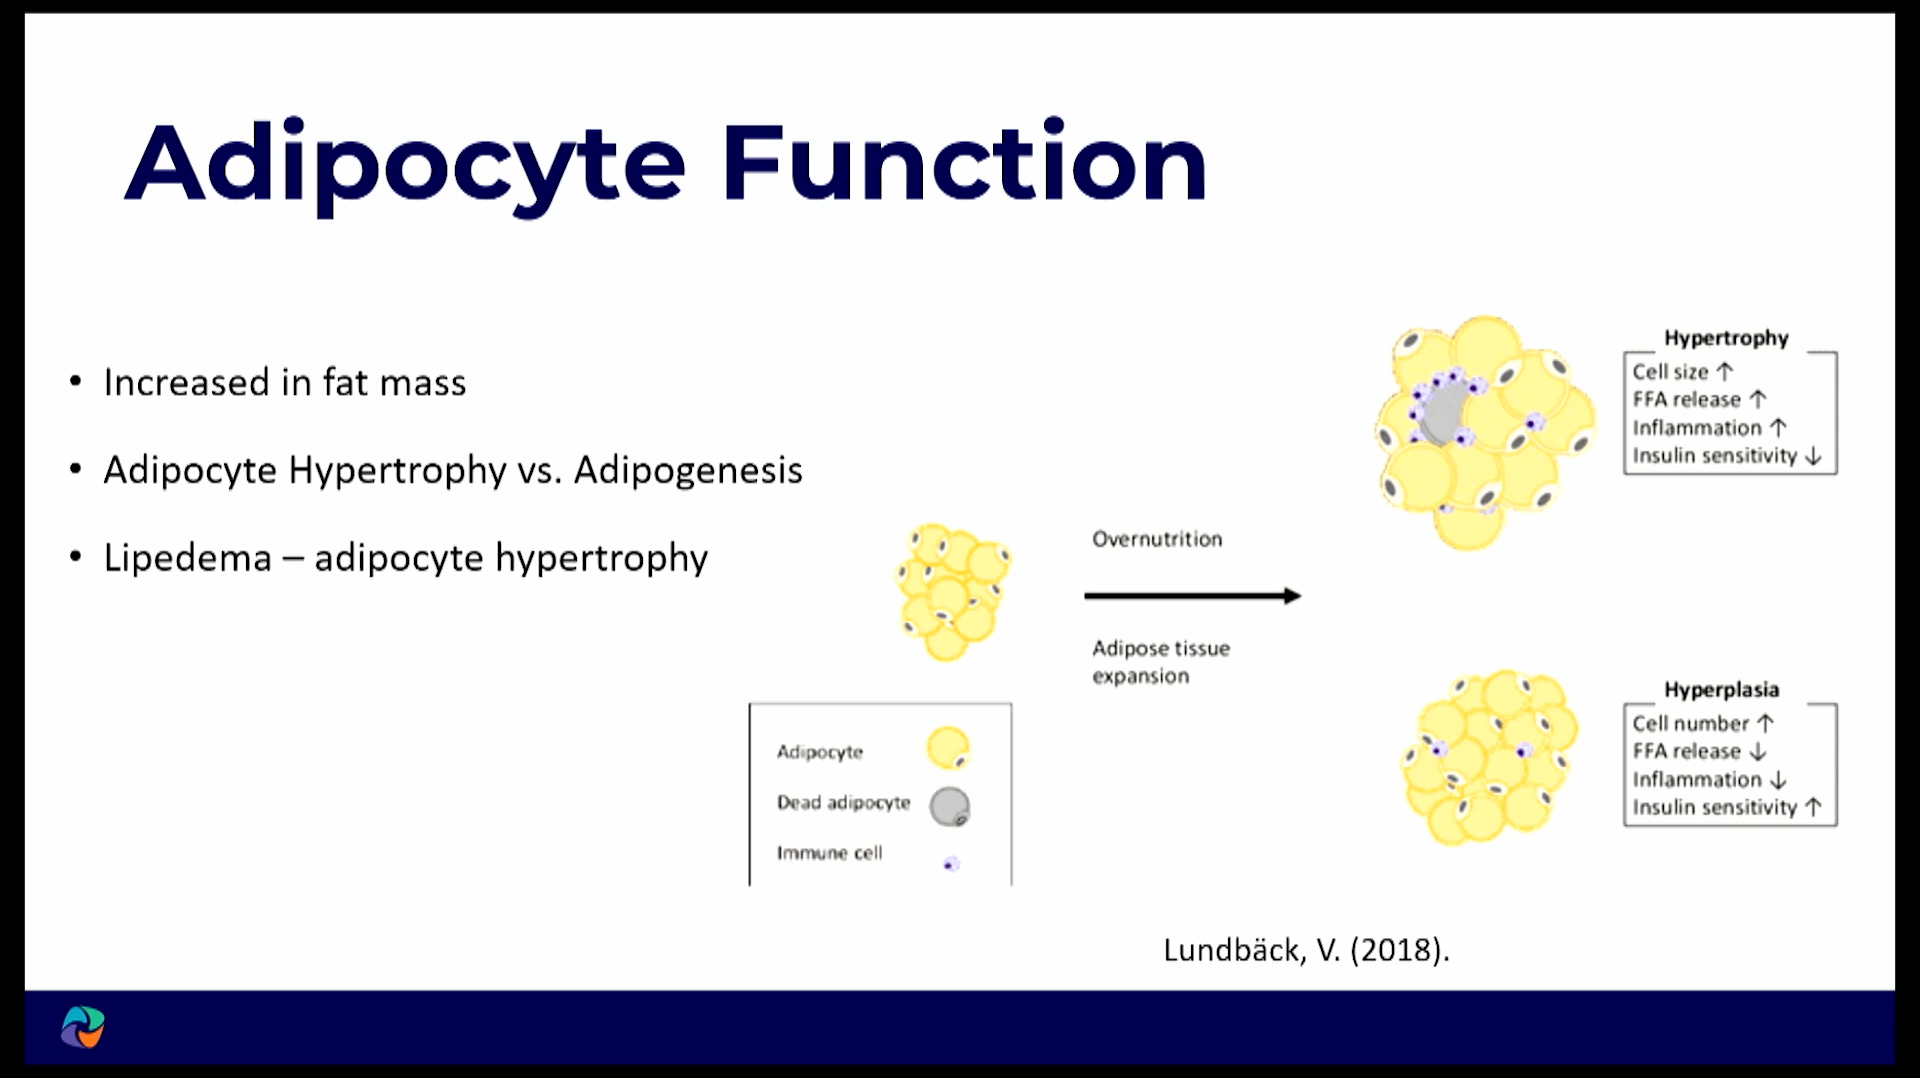 Adipocyte Function
• Increased in fat mass
• Adipocyte Hypertrophy vs. Adipogenesis
• Lipedema – adipocyte hypertrophy
Overnutrition
Adipose tissue
expansion
Hypertrophy
Cell size ↑
FFA release ↑
Inflammation ↑
Insulin sensitivity ↓
Hyperplasia
Cell number ↑
FFA release ↓
Inflammation ↓
Insulin sensitivity ↑
Adipocyte
Dead adipocyte
Immune cell
Lundbäck, V. (2018).